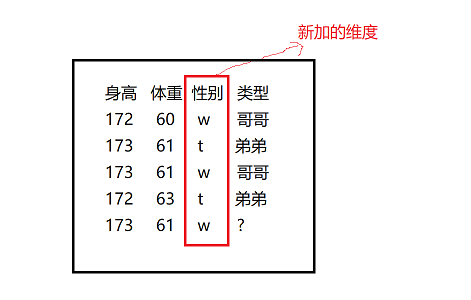 新加的维度
身高 体重 性别 类型
172 60 w 哥哥
173 61 t 弟弟
173 61 w 哥哥
172 63 t 弟弟
173 61 w ?